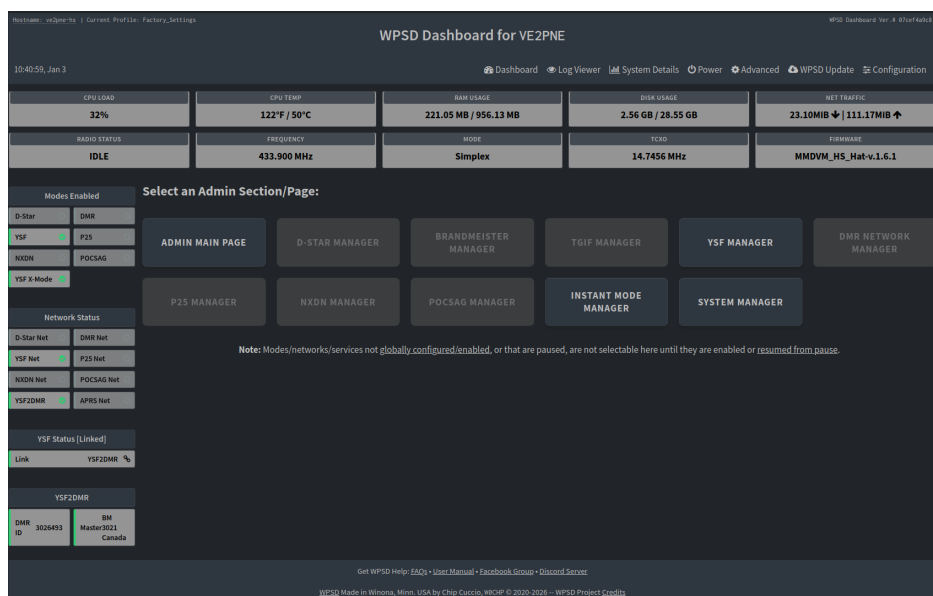 Hostname: ve2pne-hs | Current Profile: Factory_Settings
WPSD Dashboard Ver.# 07cef4a9c8
WPSD Dashboard for VE2PNE
10:40:59, Jan 3
Dashboard Log Viewer System Details Power Advanced WPSD Update Configuration
CPU LOAD CPU TEMP RAM USAGE DISK USAGE NET TRAFFIC
32% 122°F / 50°C 221.05 MB / 956.13 MB 2.56 GB / 28.55 GB 23.10MiB | 111.17MiB
RADIO STATUS FREQUENCY MODE TCXO FIRMWARE
IDLE 433.900 MHz Simplex 14.7456 MHz MMDVM_HS_Hat-v.1.6.1
Modes Enabled
D-Star DMR
YSF P25
NXDN POCSAG
YSF X-Mode
Network Status
D-Star Net DMR Net
YSF Net P25 Net
NXDN Net POCSAG Net
YSF2DMR APRS Net
YSF Status [Linked]
Link YSF2DMR
YSF2DMR
DMR ID 3026493
BM Master3021 Canada
Select an Admin Section/Page:
ADMIN MAIN PAGE
D-STAR MANAGER
BRANDMEISTER MANAGER
TGIF MANAGER
YSF MANAGER
DMR NETWORK MANAGER
P25 MANAGER
NXDN MANAGER
POCSAG MANAGER
INSTANT MODE MANAGER
SYSTEM MANAGER
Note: Modes/networks/services not globally configured/enabled, or that are paused, are not selectable here until they are enabled or resumed from pause.
Get WPSD Help: FAQs • User Manual • Facebook Group • Discord Server
WPSD Made in Winona, Minn. USA by Chip Cuccio, W0CHP © 2020-2026 -- WPSD Project Credits